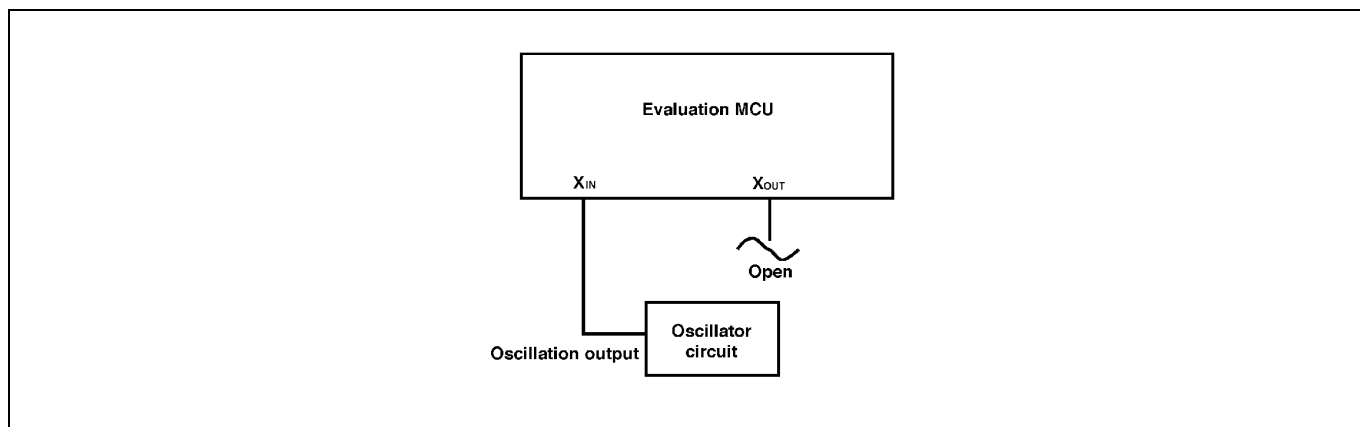 Evaluation MCU
XIN
XOUT
Open
Oscillator
circuit
Oscillation output